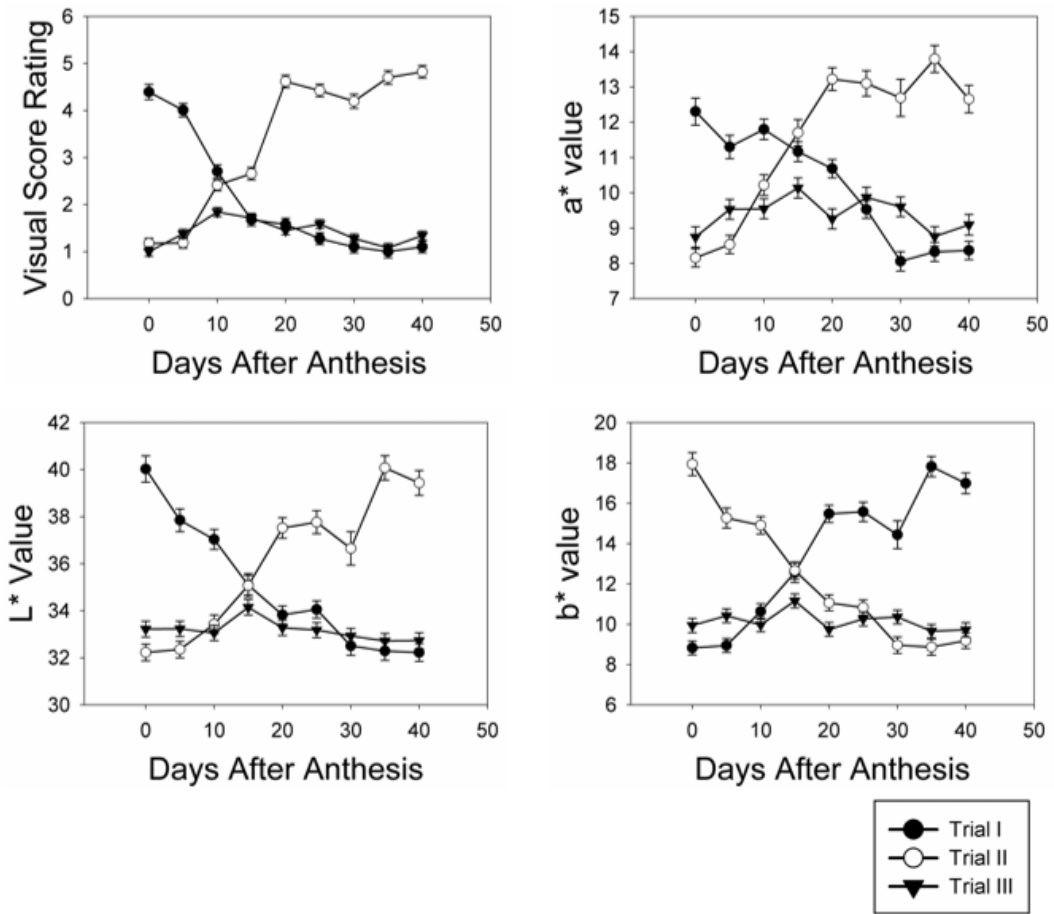 Visual Score Rating
6
5
4
3
2
1
0
0 10 20 30 40 50
Days After Anthesis
a* value
15
14
13
12
11
10
9
8
7
0 10 20 30 40 50
Days After Anthesis
L* Value
42
40
38
36
34
32
30
0 10 20 30 40 50
Days After Anthesis
b* value
20
18
16
14
12
10
8
6
0 10 20 30 40 50
Days After Anthesis
Trial I
Trial II
Trial III